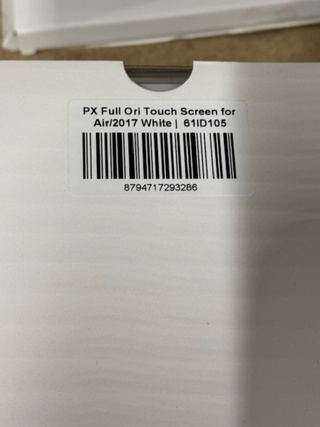 PX Full Ori Touch Screen for
Air/2017 White | 61ID105
8794717293286